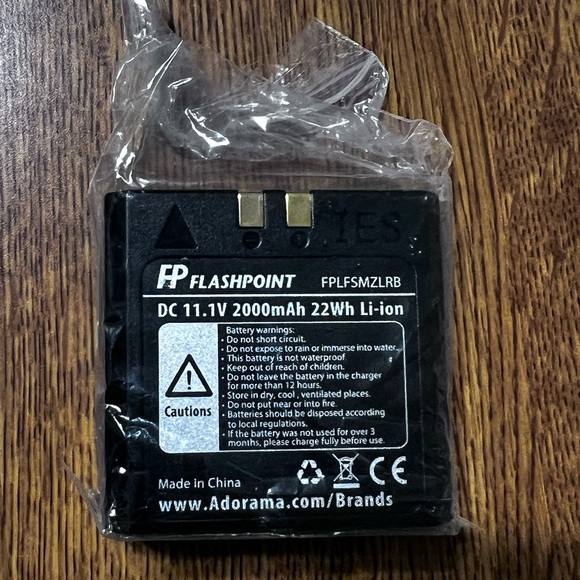 IES
FP FLASHPOINT FPLFSMZLRB
DC 11.1V 2000mAh 22Wh Li-ion
Cautions
Battery warnings:
• Do not short circuit.
• Do not expose to rain or immerse into water.
• This battery is not waterproof.
• Keep out of reach of children.
• Do not leave the battery in the charger
for more than 12 hours.
• Store in dry, cool , ventilated places.
• Do not put near or into fire.
• Batteries should be disposed according
to local regulations.
• If the battery was not used for over 3
months, please charge fully before use.
Made in China
CE
www.Adorama.com/Brands